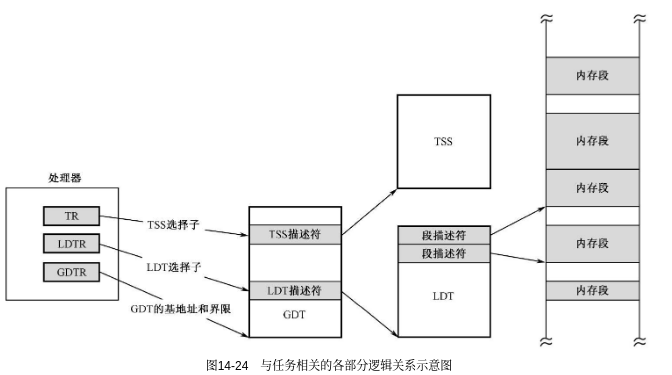 处理器
TR
LDTR
GDTR
TSS选择子
LDT选择子
GDT的基地址和界限
TSS描述符
LDT描述符
GDT
TSS
段描述符
段描述符
LDT
内存段
内存段
内存段
内存段
内存段
图14-24 与任务相关的各部分逻辑关系示意图